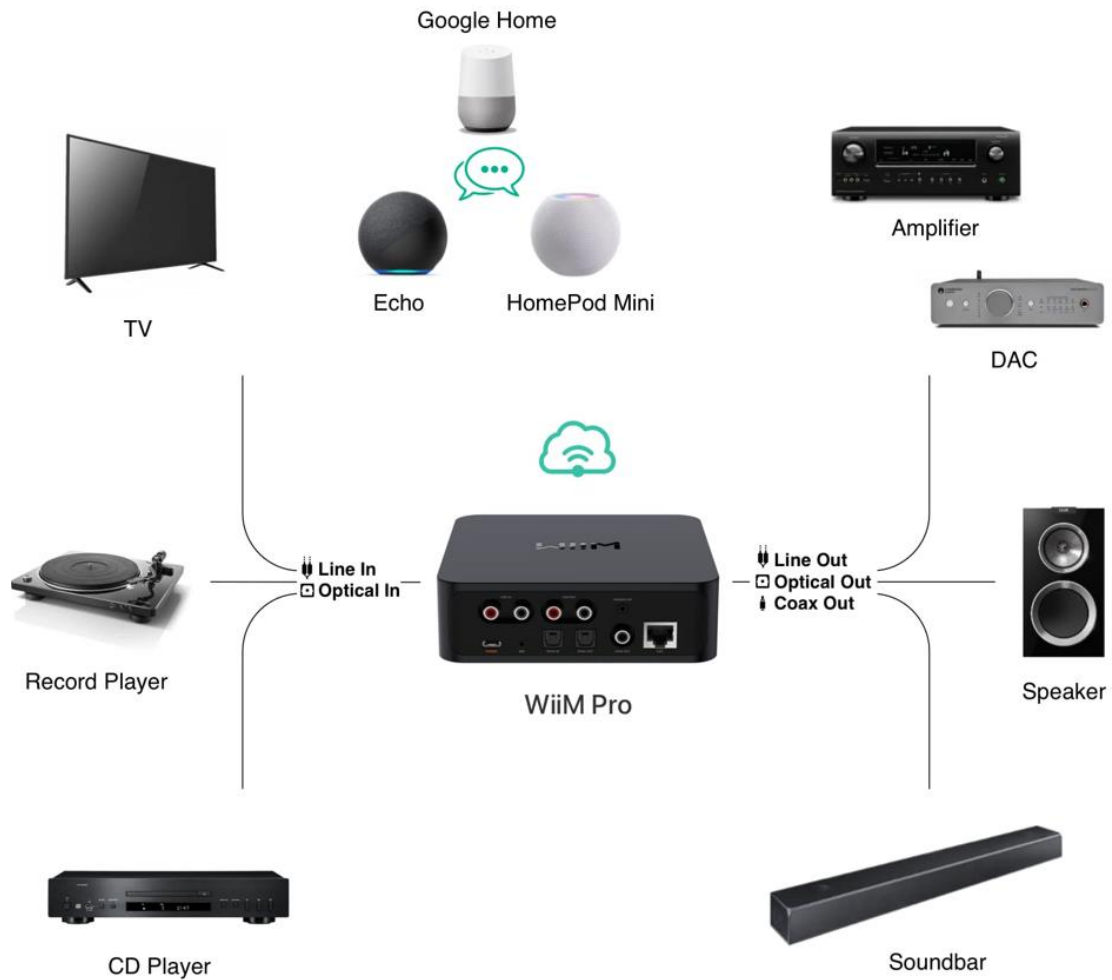 Google Home
TV
Echo
HomePod Mini
Amplifier
DAC
Line In
Optical In
Line Out
Optical Out
Coax Out
WiiM
WiiM Pro
Record Player
Speaker
CD Player
Soundbar